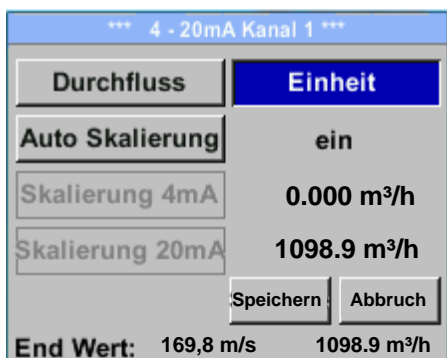 *** 4 - 20mA Kanal 1 ***
Durchfluss Einheit
Auto Skalierung ein
Skalierung 4mA 0.000 m³/h
Skalierung 20mA 1098.9 m³/h
Speichern Abbruch
End Wert: 169,8 m/s 1098.9 m³/h